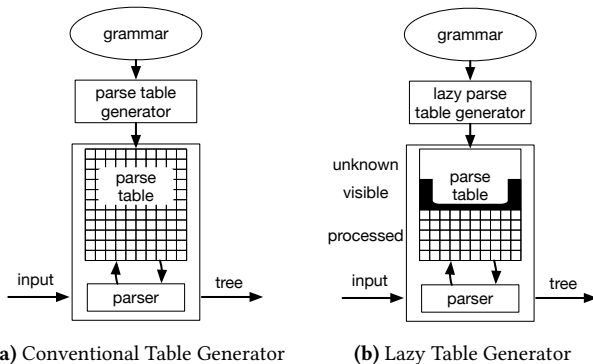 grammar
parse table
generator
parse
table
input
parser
tree
(a) Conventional Table Generator
grammar
lazy parse
table generator
unknown
visible
processed
parse
table
input
parser
tree
(b) Lazy Table Generator